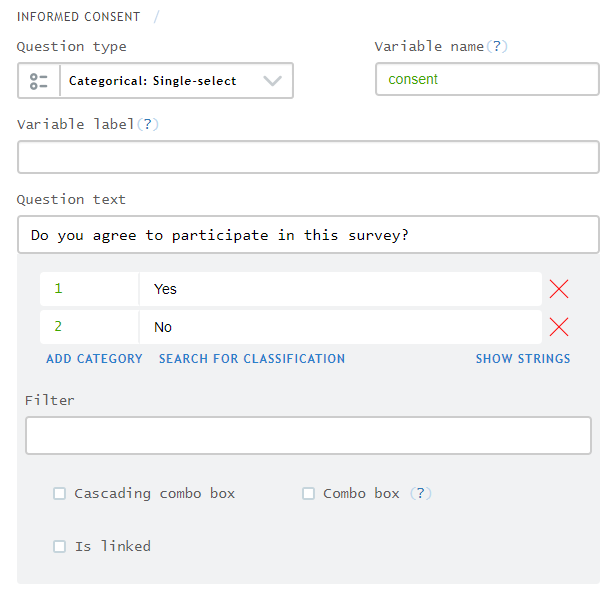 INFORMED CONSENT /
Question type
Variable name(?)
Categorical: Single-select
consent
Variable label(?)
Question text
Do you agree to participate in this survey?
1 Yes
2 No
ADD CATEGORY SEARCH FOR CLASSIFICATION SHOW STRINGS
Filter
Cascading combo box Combo box (?)
Is linked